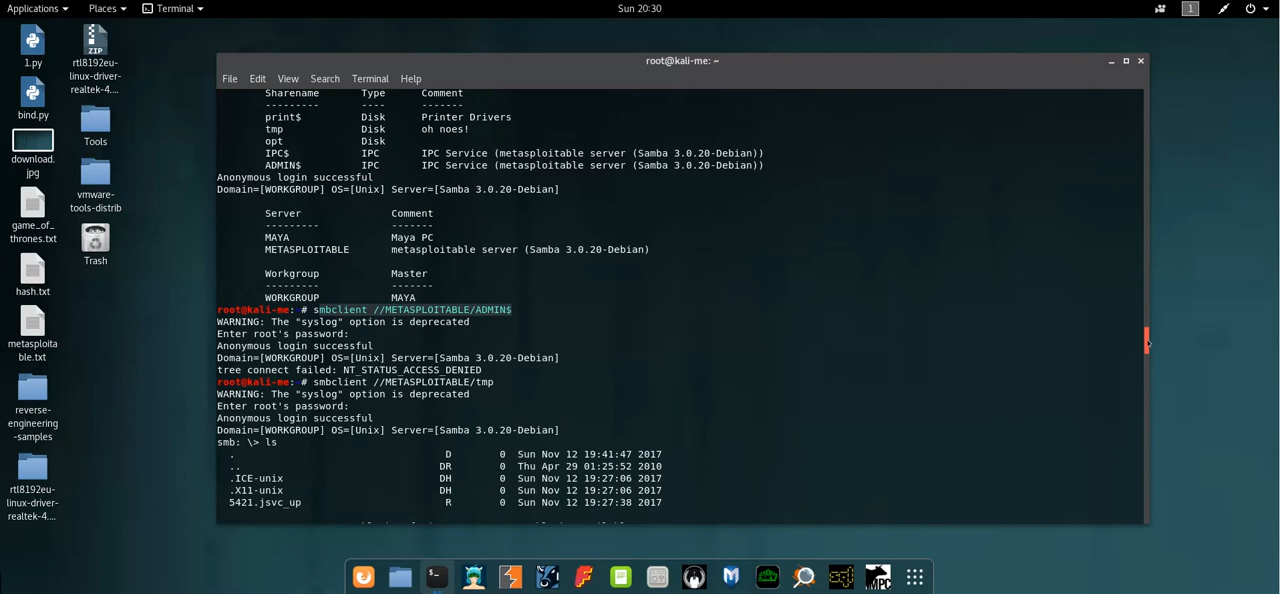 Applications Places Terminal Sun 20:30 1
1.py
rtl8192eu-
linux-driver-
realtek-4....
bind.py
Tools
download.
jpg
vmware-
tools-distrib
game_of_
thrones.txt
Trash
hash.txt
metasploita
ble.txt
reverse-
engineering
-samples
rtl8192eu-
linux-driver-
realtek-4....
root@kali-me: ~
File Edit View Search Terminal Help
Sharename Type Comment
--------- ---- -------
print$ Disk Printer Drivers
tmp Disk oh noes!
opt Disk
IPC$ IPC IPC Service (metasploitable server (Samba 3.0.20-Debian))
ADMIN$ IPC IPC Service (metasploitable server (Samba 3.0.20-Debian))
Anonymous login successful
Domain=[WORKGROUP] OS=[Unix] Server=[Samba 3.0.20-Debian]
Server Comment
--------- -------
MAYA Maya PC
METASPLOITABLE metasploitable server (Samba 3.0.20-Debian)
Workgroup Master
--------- -------
WORKGROUP MAYA
root@kali-me: # smbclient //METASPLOITABLE/ADMIN$
WARNING: The "syslog" option is deprecated
Enter root's password:
Anonymous login successful
Domain=[WORKGROUP] OS=[Unix] Server=[Samba 3.0.20-Debian]
tree connect failed: NT_STATUS_ACCESS_DENIED
root@kali-me: # smbclient //METASPLOITABLE/tmp
WARNING: The "syslog" option is deprecated
Enter root's password:
Anonymous login successful
Domain=[WORKGROUP] OS=[Unix] Server=[Samba 3.0.20-Debian]
smb: \> ls
. D 0 Sun Nov 12 19:41:47 2017
.. DR 0 Thu Apr 29 01:25:52 2010
.ICE-unix DH 0 Sun Nov 12 19:27:06 2017
.X11-unix DH 0 Sun Nov 12 19:27:06 2017
5421.jsvc_up R 0 Sun Nov 12 19:27:38 2017